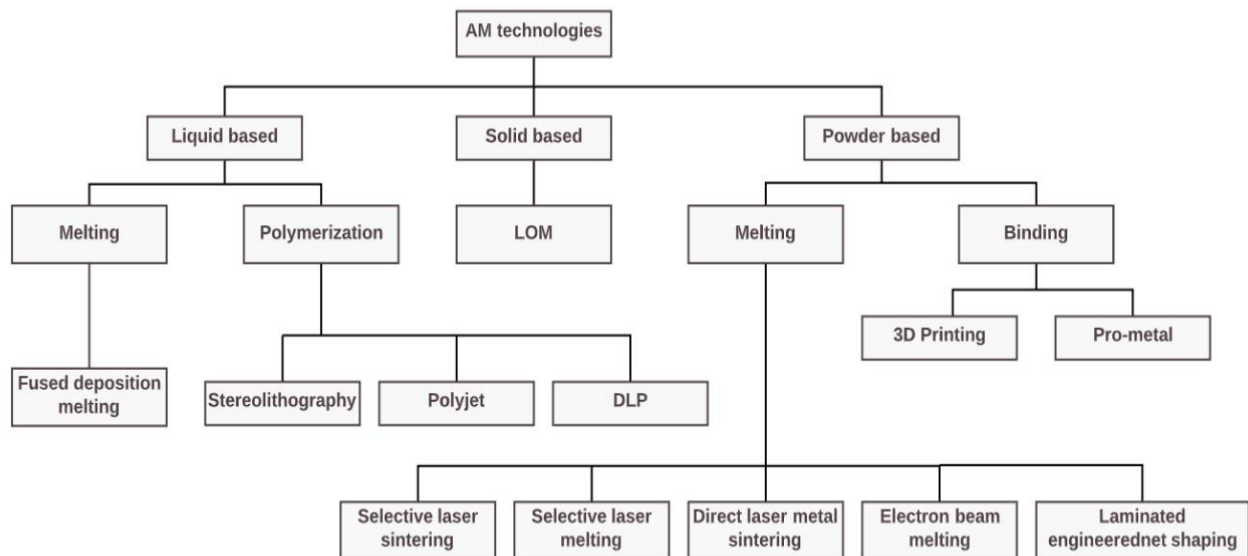 AM technologies
Liquid based
Solid based
Powder based
Melting
Polymerization
LOM
Melting
Binding
3D Printing
Pro-metal
Fused deposition
melting
Stereolithography
Polyjet
DLP
Selective laser
sintering
Selective laser
melting
Direct laser metal
sintering
Electron beam
melting
Laminated
engineerednet shaping